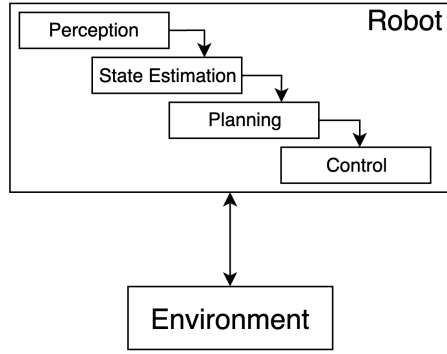 Robot
Perception
State Estimation
Planning
Control
Environment